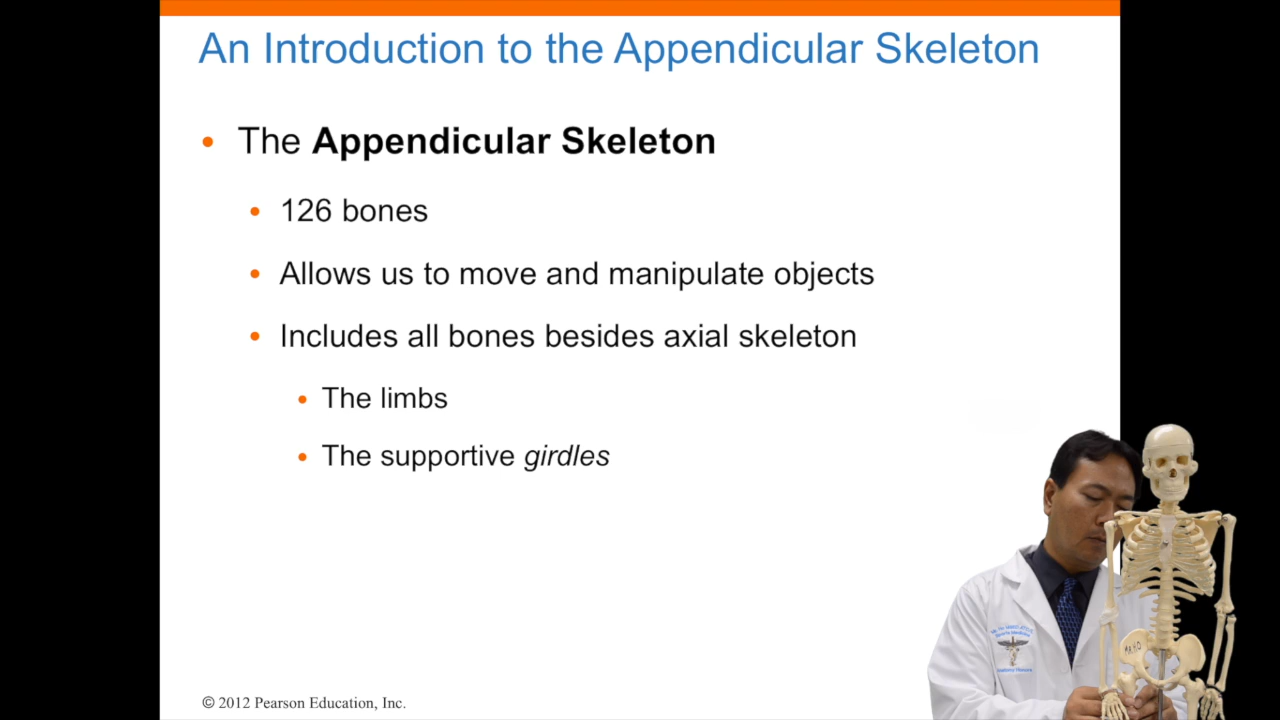 An Introduction to the Appendicular Skeleton
• The Appendicular Skeleton
• 126 bones
• Allows us to move and manipulate objects
• Includes all bones besides axial skeleton
• The limbs
• The supportive girdles
© 2012 Pearson Education, Inc.